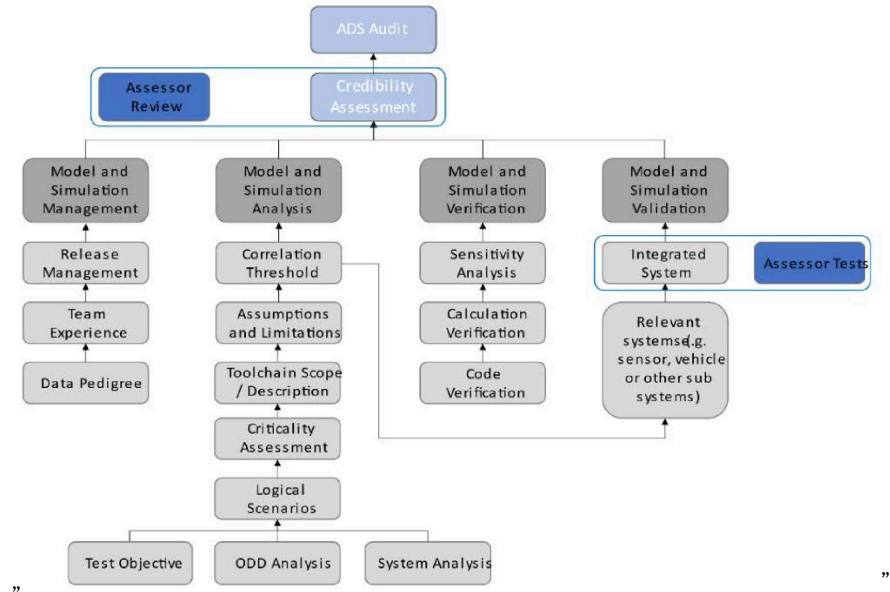 ADS Audit
Assessor
Review
Credibility
Assessment
Model and
Simulation
Management
Model and
Simulation
Analysis
Model and
Simulation
Verification
Model and
Simulation
Validation
Release
Management
Correlation
Threshold
Sensitivity
Analysis
Integrated
System
Assessor Tests
Team
Experience
Assumptions
and Limitations
Calculation
Verification
Relevant
systemse(.g.
sensor, vehicle
or other sub
systems)
Data Pedigree
Toolchain Scope
/ Description
Code
Verification
Criticality
Assessment
Logical
Scenarios
Test Objective
ODD Analysis
System Analysis
”
”